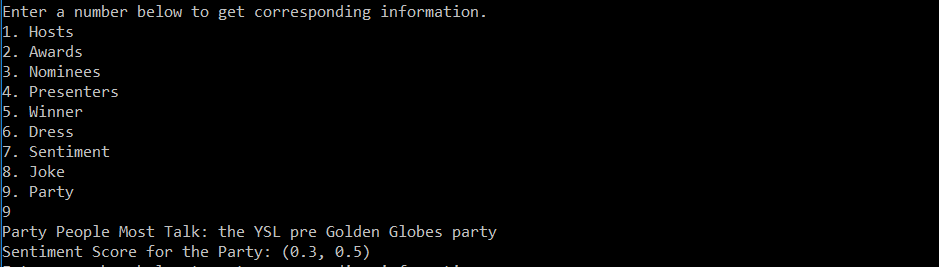 Enter a number below to get corresponding information.
1. Hosts
2. Awards
3. Nominees
4. Presenters
5. Winner
6. Dress
7. Sentiment
8. Joke
9. Party
9
Party People Most Talk: the YSL pre Golden Globes party
Sentiment Score for the Party: (0.3, 0.5)